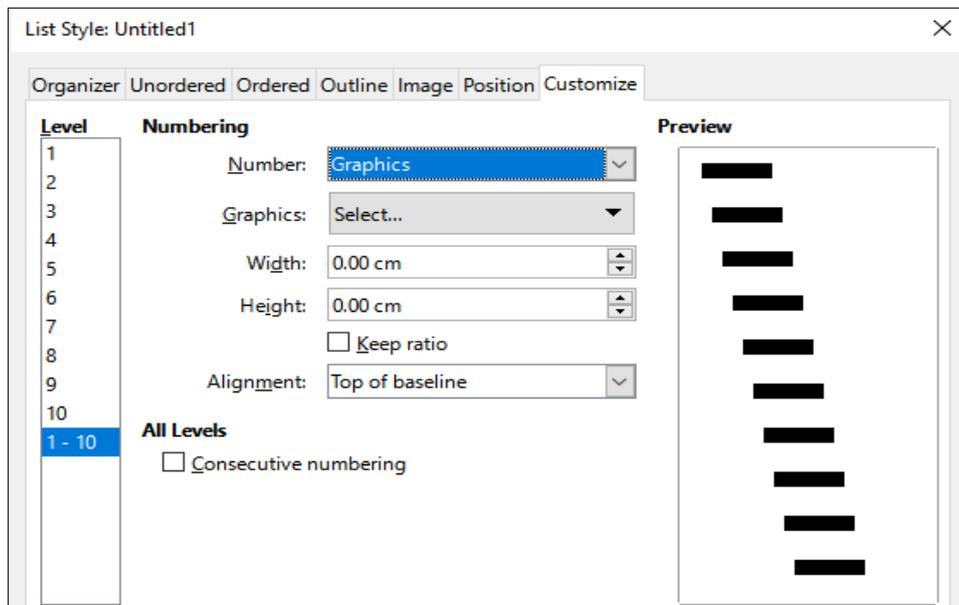 List Style: Untitled1
Organizer Unordered Ordered Outline Image Position Customize
Level
1
2
3
4
5
6
7
8
9
10
1 - 10
Numbering
Number: Graphics
Graphics: Select...
Width: 0.00 cm
Height: 0.00 cm
Keep ratio
Alignment: Top of baseline
All Levels
Consecutive numbering
Preview